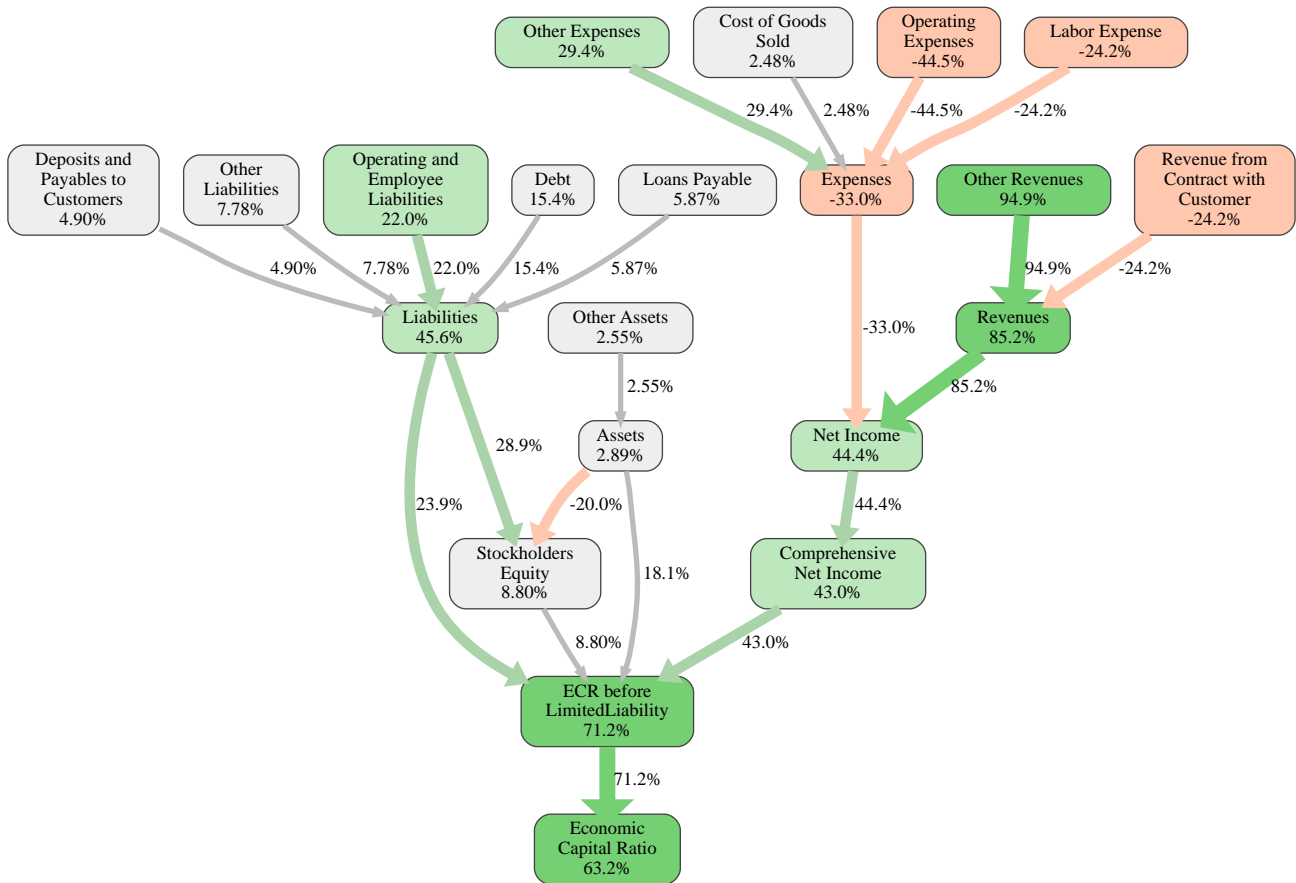 Other Expenses
29.4%
Cost of Goods
Sold
2.48%
Operating
Expenses
-44.5%
Labor Expense
-24.2%
29.4%
2.48%
-44.5%
-24.2%
Deposits and
Payables to
Customers
4.90%
Other
Liabilities
7.78%
Operating and
Employee
Liabilities
22.0%
Debt
15.4%
Loans Payable
5.87%
Expenses
-33.0%
Other Revenues
94.9%
Revenue from
Contract with
Customer
-24.2%
4.90%
7.78%
22.0%
15.4%
5.87%
94.9%
-24.2%
Liabilities
45.6%
Other Assets
2.55%
-33.0%
Revenues
85.2%
2.55%
85.2%
28.9%
Assets
2.89%
Net Income
44.4%
23.9%
-20.0%
44.4%
Stockholders
Equity
8.80%
18.1%
Comprehensive
Net Income
43.0%
8.80%
43.0%
ECR before
LimitedLiability
71.2%
71.2%
Economic
Capital Ratio
63.2%